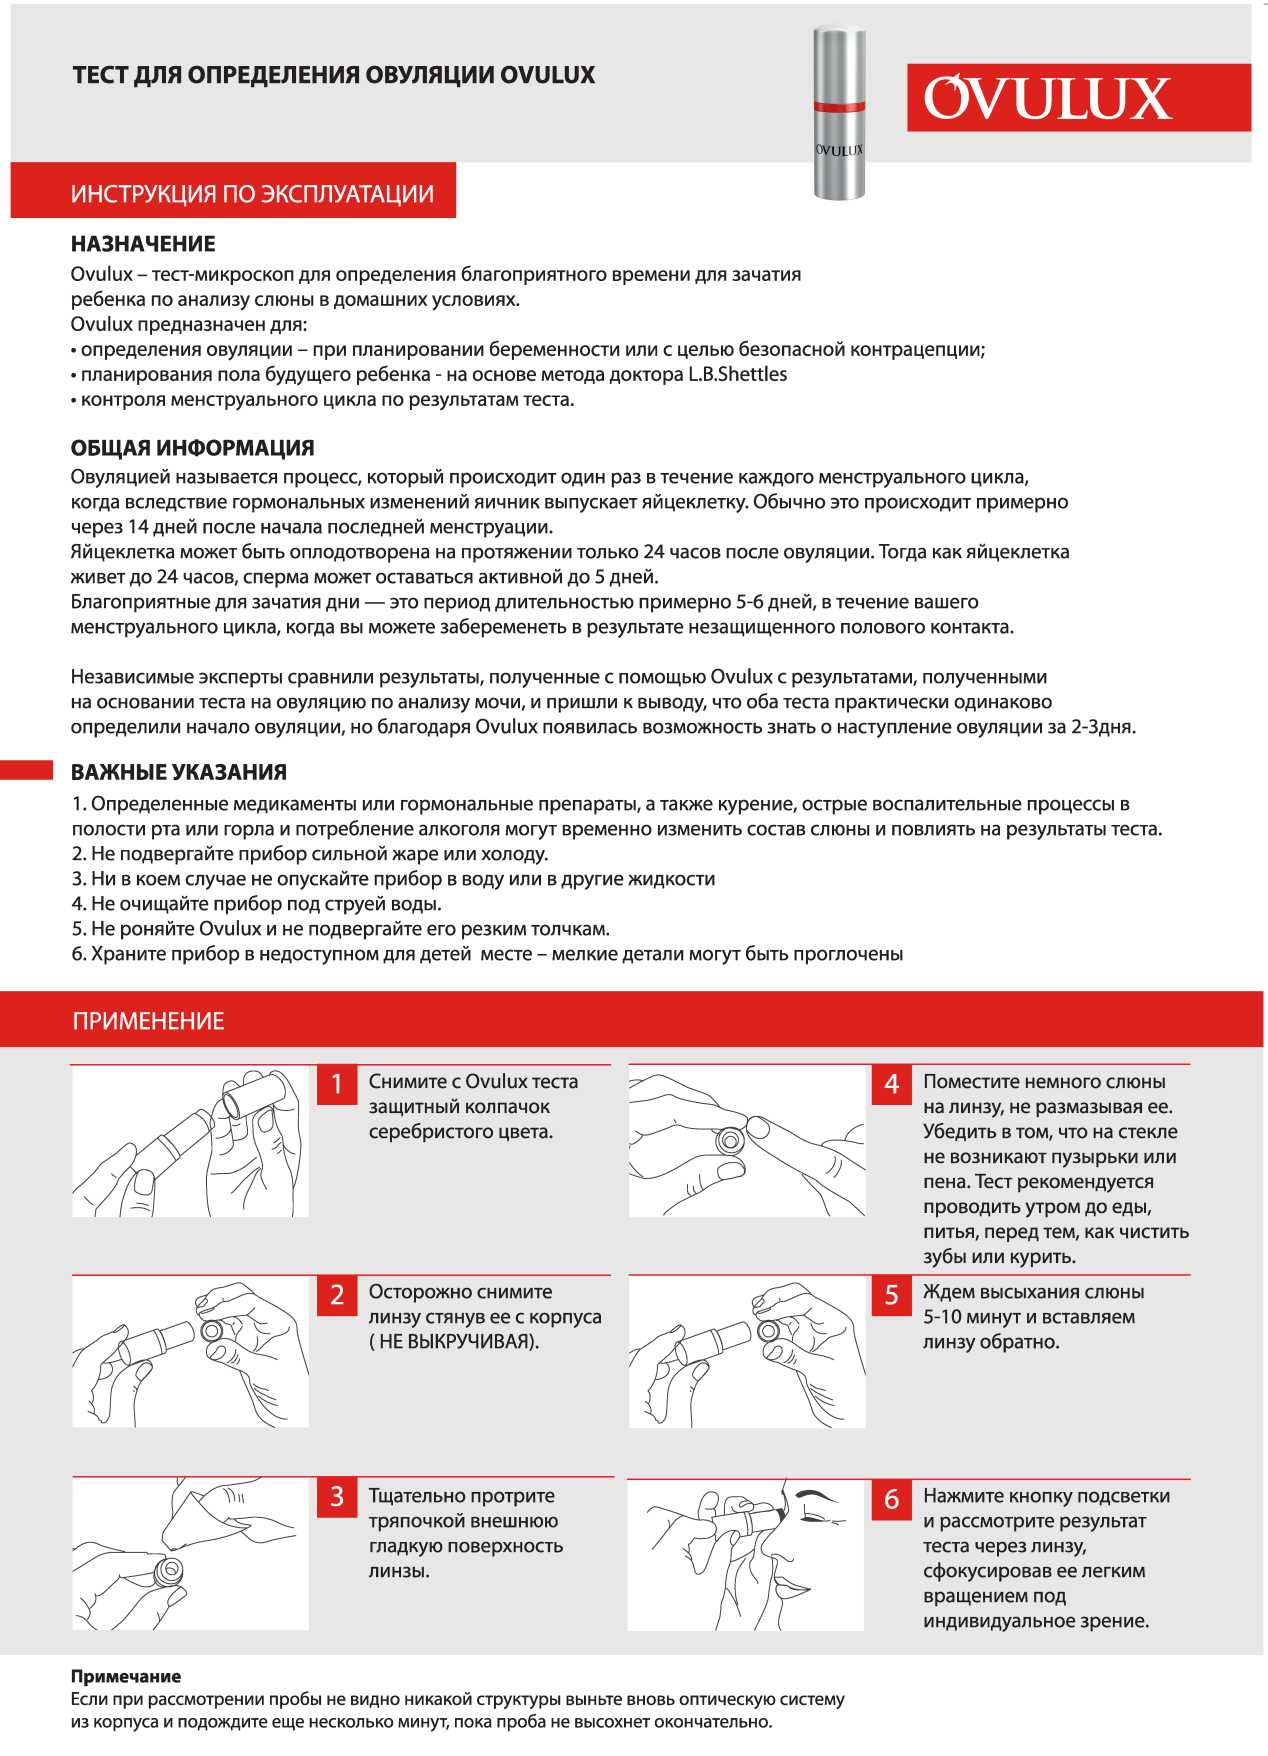 ТЕСТ ДЛЯ ОПРЕДЕЛЕНИЯ ОВУЛЯЦИИ OVULUX
OVULUX
OVULUX
ИНСТРУКЦИЯ ПО ЭКСПЛУАТАЦИИ
НАЗНАЧЕНИЕ
Ovulux – тест-микроскоп для определения благоприятного времени для зачатия
ребенка по анализу слюны в домашних условиях.
Ovulux предназначен для:
• определения овуляции – при планировании беременности или с целью безопасной контрацепции;
• планирования пола будущего ребенка - на основе метода доктора L.B.Shettles
• контроля менструального цикла по результатам теста.
ОБЩАЯ ИНФОРМАЦИЯ
Овуляцией называется процесс, который происходит один раз в течение каждого менструального цикла,
когда вследствие гормональных изменений яичник выпускает яйцеклетку. Обычно это происходит примерно
через 14 дней после начала последней менструации.
Яйцеклетка может быть оплодотворена на протяжении только 24 часов после овуляции. Тогда как яйцеклетка
живет до 24 часов, сперма может оставаться активной до 5 дней.
Благоприятные для зачатия дни — это период длительностью примерно 5-6 дней, в течение вашего
менструального цикла, когда вы можете забеременеть в результате незащищенного полового контакта.
Независимые эксперты сравнили результаты, полученные с помощью Ovulux с результатами, полученными
на основании теста на овуляцию по анализу мочи, и пришли к выводу, что оба теста практически одинаково
определили начало овуляции, но благодаря Ovulux появилась возможность знать о наступление овуляции за 2-3дня.
ВАЖНЫЕ УКАЗАНИЯ
1. Определенные медикаменты или гормональные препараты, а также курение, острые воспалительные процессы в
полости рта или горла и потребление алкоголя могут временно изменить состав слюны и повлиять на результаты теста.
2. Не подвергайте прибор сильной жаре или холоду.
3. Ни в коем случае не опускайте прибор в воду или в другие жидкости
4. Не очищайте прибор под струей воды.
5. Не роняйте Ovulux и не подвергайте его резким толчкам.
6. Храните прибор в недоступном для детей  месте – мелкие детали могут быть проглочены
ПРИМЕНЕНИЕ
1
Снимите с Ovulux теста
защитный колпачок
серебристого цвета.
2
Осторожно снимите
линзу стянув ее с корпуса
( НЕ ВЫКРУЧИВАЯ).
3
Тщательно протрите
тряпочкой внешнюю
гладкую поверхность
линзы.
4
Поместите немного слюны
на линзу, не размазывая ее.
Убедить в том, что на стекле
не возникают пузырьки или
пена. Тест рекомендуется
проводить утром до еды,
питья, перед тем, как чистить
зубы или курить.
5
Ждем высыхания слюны
5-10 минут и вставляем
линзу обратно.
6
Нажмите кнопку подсветки
и рассмотрите результат
теста через линзу,
сфокусировав ее легким
вращением под
индивидуальное зрение.
Примечание
Если при рассмотрении пробы не видно никакой структуры выньте вновь оптическую систему
из корпуса и подождите еще несколько минут, пока проба не высохнет окончательно.